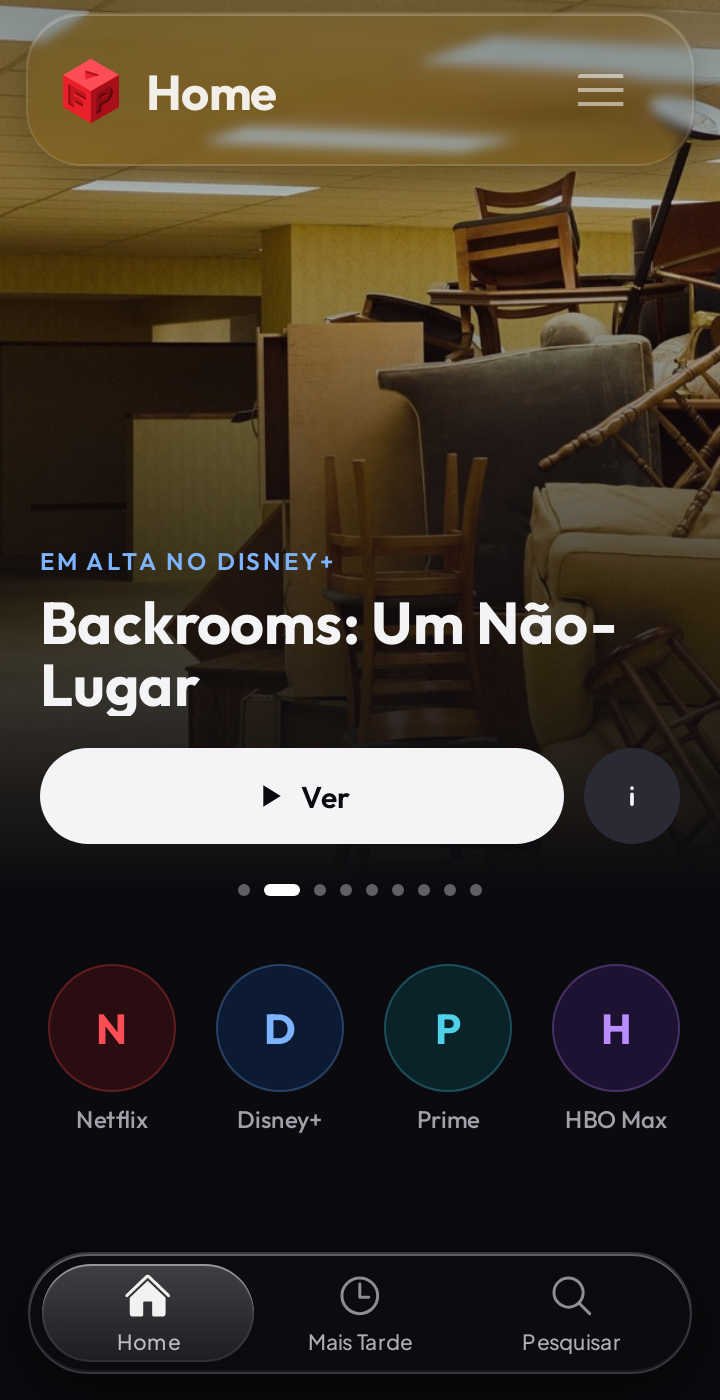 Home
EM ALTA NO DISNEY+
Backrooms: Um Não-
Lugar
Ver
i
N
D
P
H
Netflix
Disney+
Prime
HBO Max
Home
Mais Tarde
Pesquisar